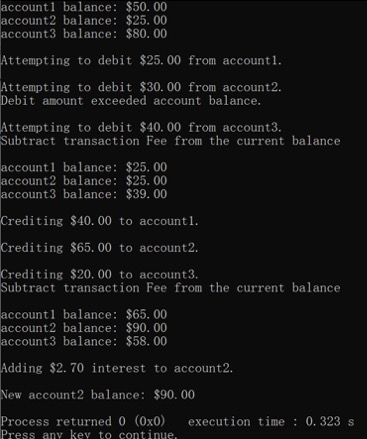 account1 balance: $50.00
account2 balance: $25.00
account3 balance: $80.00
Attempting to debit $25.00 from account1.
Attempting to debit $30.00 from account2.
Debit amount exceeded account balance.
Attempting to debit $40.00 from account3.
Subtract transaction Fee from the current balance
account1 balance: $25.00
account2 balance: $25.00
account3 balance: $39.00
Crediting $40.00 to account1.
Crediting $65.00 to account2.
Crediting $20.00 to account3.
Subtract transaction Fee from the current balance
account1 balance: $65.00
account2 balance: $90.00
account3 balance: $58.00
Adding $2.70 interest to account2.
New account2 balance: $90.00
Process returned 0 (0x0)   execution time : 0.323 s
Press any key to continue.